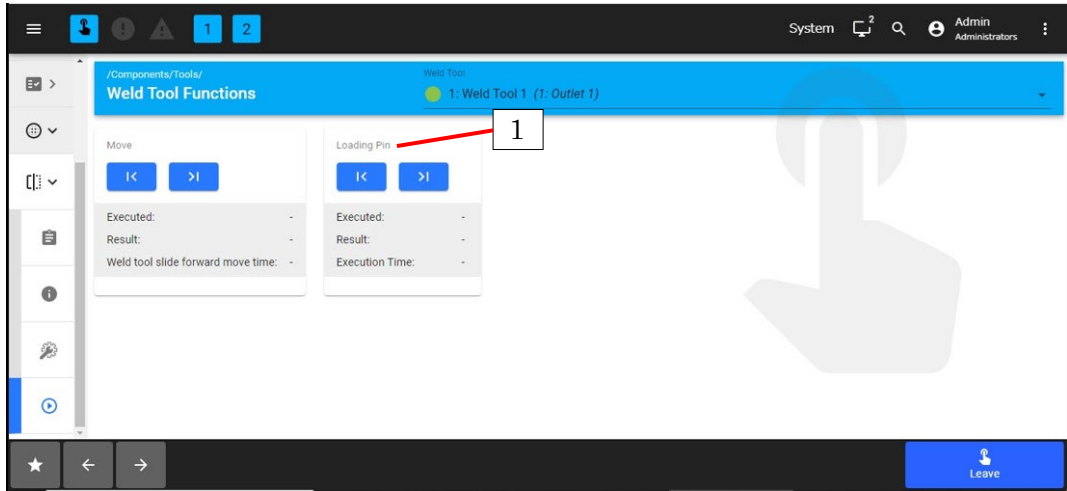 1
2
System
2
Admin
Administrators
/Components/Tools/
Weld Tool Functions
Weld Tool
1: Weld Tool 1 (1: Outlet 1)
1
Move
Loading Pin
Executed: -
Result: -
Weld tool slide forward move time: -
Executed: -
Result: -
Execution Time: -
Leave